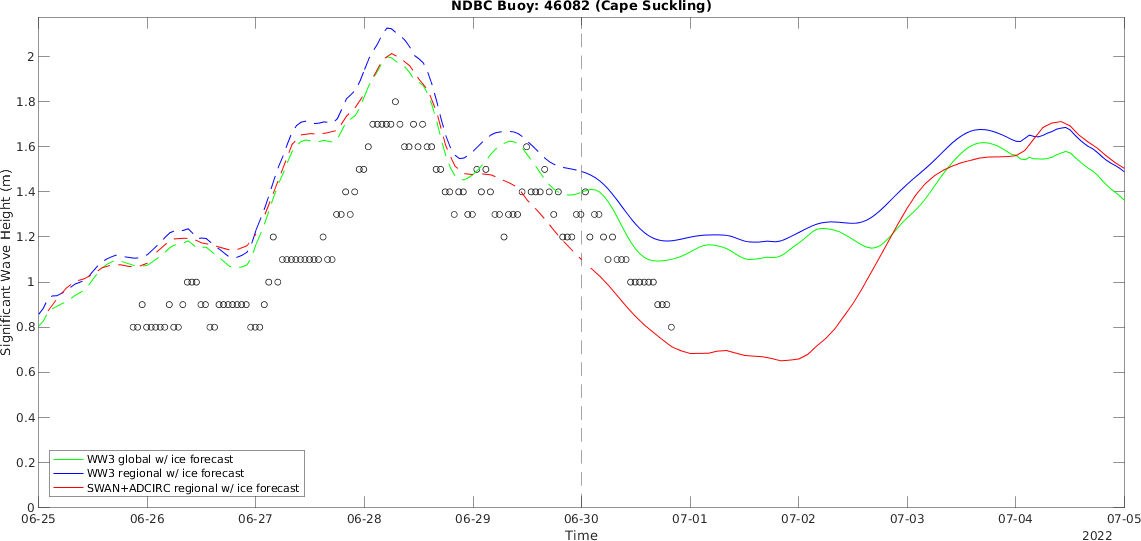 NDBC Buoy: 46082 (Cape Suckling)
Significant Wave Height (m)
2
1.8
1.6
1.4
1.2
1
0.8
0.6
0.4
0.2
0
WW3 global w/ ice forecast
WW3 regional w/ ice forecast
SWAN+ADCIRC regional w/ ice forecast
06-25 06-26 06-27 06-28 06-29 06-30 07-01 07-02 07-03 07-04 07-05
Time
2022